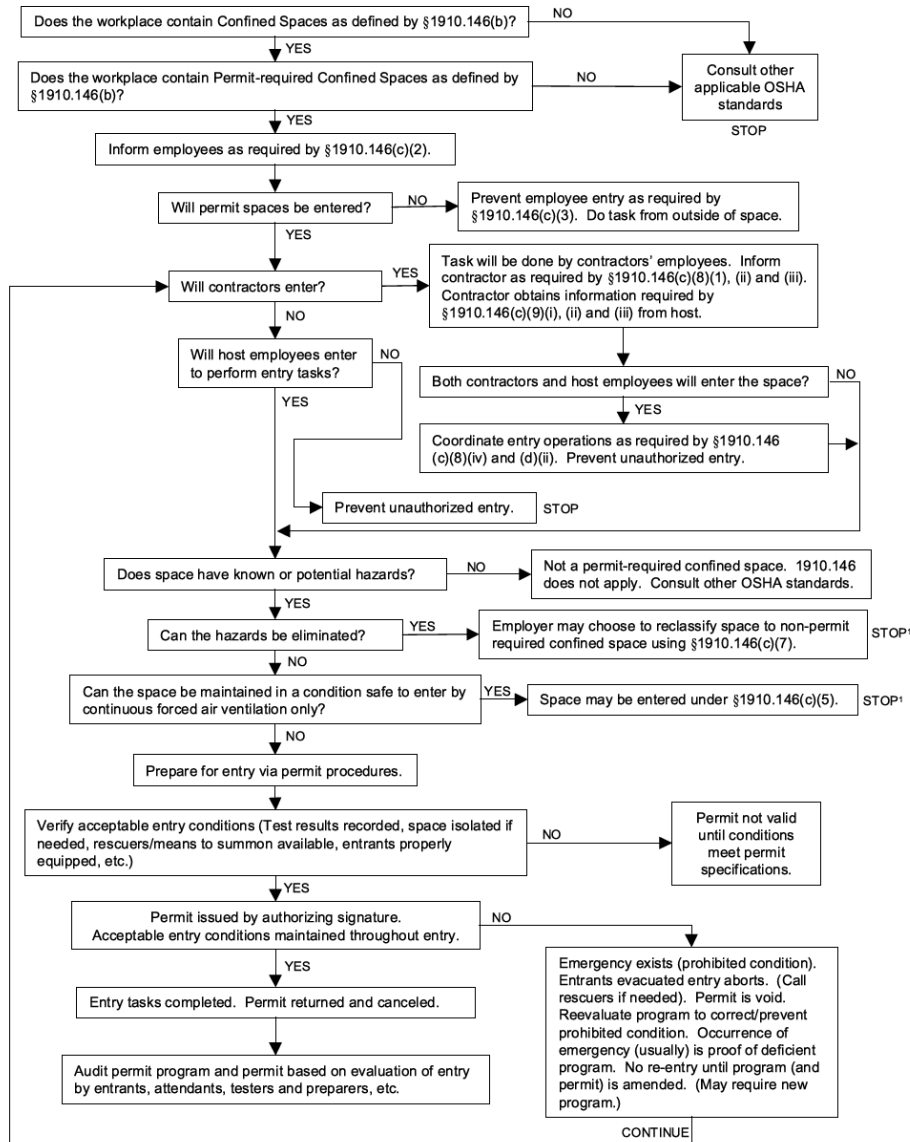 Does the workplace contain Confined Spaces as defined by §1910.146(b)?
NO
YES
Does the workplace contain Permit-required Confined Spaces as defined by
§1910.146(b)?
NO
Consult other
applicable OSHA
standards
STOP
YES
Inform employees as required by §1910.146(c)(2).
Will permit spaces be entered?
NO
Prevent employee entry as required by
§1910.146(c)(3). Do task from outside of space.
YES
Will contractors enter?
YES
Task will be done by contractors' employees. Inform
contractor as required by §1910.146(c)(8)(1), (ii) and (iii).
Contractor obtains information required by
§1910.146(c)(9)(i), (ii) and (iii) from host.
NO
Will host employees enter
to perform entry tasks?
NO
Both contractors and host employees will enter the space?
NO
YES
YES
Coordinate entry operations as required by §1910.146
(c)(8)(iv) and (d)(ii). Prevent unauthorized entry.
Prevent unauthorized entry.
STOP
Does space have known or potential hazards?
NO
Not a permit-required confined space. 1910.146
does not apply. Consult other OSHA standards.
YES
Can the hazards be eliminated?
YES
Employer may choose to reclassify space to non-permit
required confined space using §1910.146(c)(7).
STOP¹
NO
Can the space be maintained in a condition safe to enter by
continuous forced air ventilation only?
YES
Space may be entered under §1910.146(c)(5).
STOP¹
NO
Prepare for entry via permit procedures.
Verify acceptable entry conditions (Test results recorded, space isolated if
needed, rescuers/means to summon available, entrants properly
equipped, etc.)
NO
Permit not valid
until conditions
meet permit
specifications.
YES
Permit issued by authorizing signature.
Acceptable entry conditions maintained throughout entry.
NO
YES
Emergency exists (prohibited condition).
Entrants evacuated entry aborts. (Call
rescuers if needed). Permit is void.
Reevaluate program to correct/prevent
prohibited condition. Occurrence of
emergency (usually) is proof of deficient
program. No re-entry until program (and
permit) is amended. (May require new
program.)
Entry tasks completed. Permit returned and canceled.
Audit permit program and permit based on evaluation of entry
by entrants, attendants, testers and preparers, etc.
CONTINUE